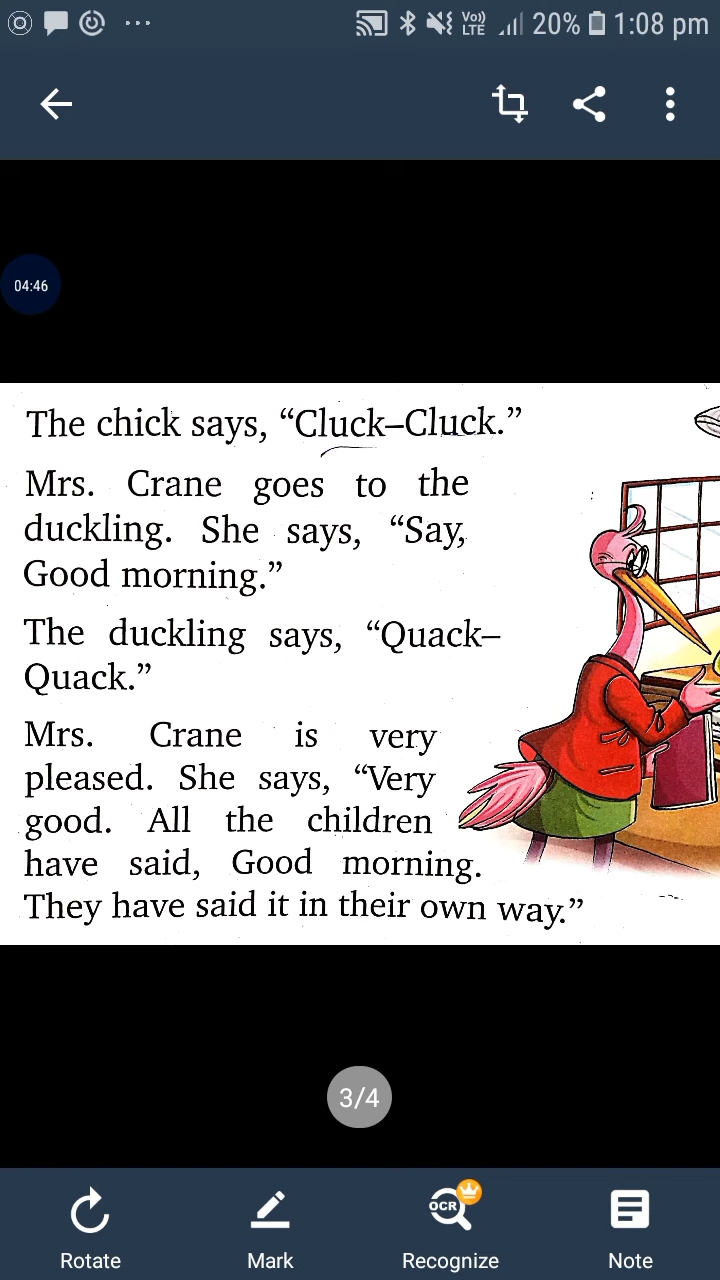 ... 20% 1:08 pm
Vo))
LTE
04:46
The chick says, “Cluck–Cluck.”
Mrs. Crane goes to the
duckling. She says, “Say,
Good morning.”
The duckling says, “Quack–
Quack.”
Mrs. Crane is very
pleased. She says, “Very
good. All the children
have said, Good morning.
They have said it in their own way.”
3/4
OCR
Rotate Mark Recognize Note